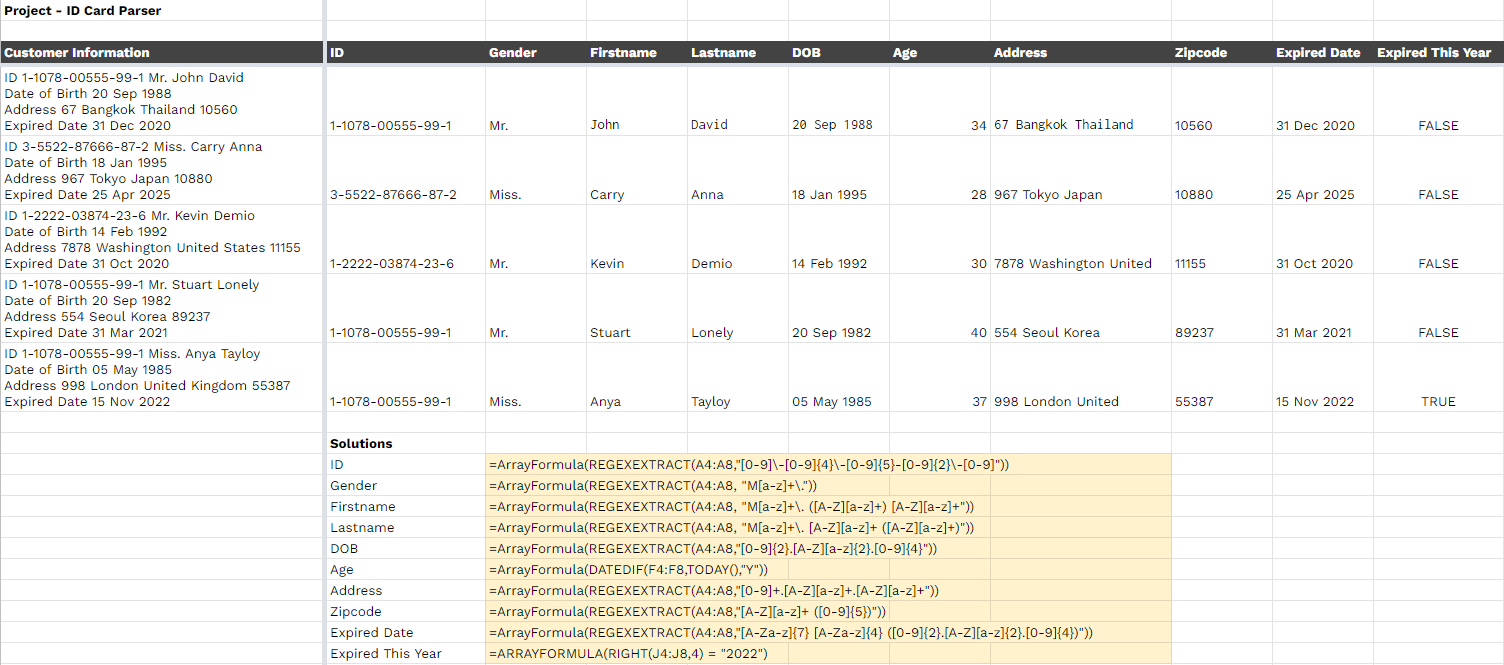 Project - ID Card Parser
Customer Information ID Gender Firstname Lastname DOB Age Address Zipcode Expired Date Expired This Year
ID 1-1078-00555-99-1 Mr. John David
Date of Birth 20 Sep 1988
Address 67 Bangkok Thailand 10560
Expired Date 31 Dec 2020
1-1078-00555-99-1 Mr. John David 20 Sep 1988 34 67 Bangkok Thailand 10560 31 Dec 2020 FALSE
ID 3-5522-87666-87-2 Miss. Carry Anna
Date of Birth 18 Jan 1995
Address 967 Tokyo Japan 10880
Expired Date 25 Apr 2025
3-5522-87666-87-2 Miss. Carry Anna 18 Jan 1995 28 967 Tokyo Japan 10880 25 Apr 2025 FALSE
ID 1-2222-03874-23-6 Mr. Kevin Demio
Date of Birth 14 Feb 1992
Address 7878 Washington United States 11155
Expired Date 31 Oct 2020
1-2222-03874-23-6 Mr. Kevin Demio 14 Feb 1992 30 7878 Washington United 11155 31 Oct 2020 FALSE
ID 1-1078-00555-99-1 Mr. Stuart Lonely
Date of Birth 20 Sep 1982
Address 554 Seoul Korea 89237
Expired Date 31 Mar 2021
1-1078-00555-99-1 Mr. Stuart Lonely 20 Sep 1982 40 554 Seoul Korea 89237 31 Mar 2021 FALSE
ID 1-1078-00555-99-1 Miss. Anya Tayloy
Date of Birth 05 May 1985
Address 998 London United Kingdom 55387
Expired Date 15 Nov 2022
1-1078-00555-99-1 Miss. Anya Tayloy 05 May 1985 37 998 London United 55387 15 Nov 2022 TRUE
Solutions
ID =ArrayFormula(REGEXEXTRACT(A4:A8,"[0-9]\-[0-9]{4}\-[0-9]{5}-[0-9]{2}\-[0-9]"))
Gender =ArrayFormula(REGEXEXTRACT(A4:A8, "M[a-z]+\."))
Firstname =ArrayFormula(REGEXEXTRACT(A4:A8, "M[a-z]+\. ([A-Z][a-z]+) [A-Z][a-z]+"))
Lastname =ArrayFormula(REGEXEXTRACT(A4:A8, "M[a-z]+\. [A-Z][a-z]+ ([A-Z][a-z]+)"))
DOB =ArrayFormula(REGEXEXTRACT(A4:A8,"[0-9]{2}.[A-Z][a-z]{2}.[0-9]{4}"))
Age =ArrayFormula(DATEDIF(F4:F8,TODAY(),"Y"))
Address =ArrayFormula(REGEXEXTRACT(A4:A8,"[0-9]+.[A-Z][a-z]+.[A-Z][a-z]+"))
Zipcode =ArrayFormula(REGEXEXTRACT(A4:A8,"[A-Z][a-z]+ ([0-9]{5})"))
Expired Date =ArrayFormula(REGEXEXTRACT(A4:A8,"[A-Za-z]{7} [A-Za-z]{4} ([0-9]{2}.[A-Z][a-z]{2}.[0-9]{4})"))
Expired This Year =ARRAYFORMULA(RIGHT(J4:J8,4) = "2022")